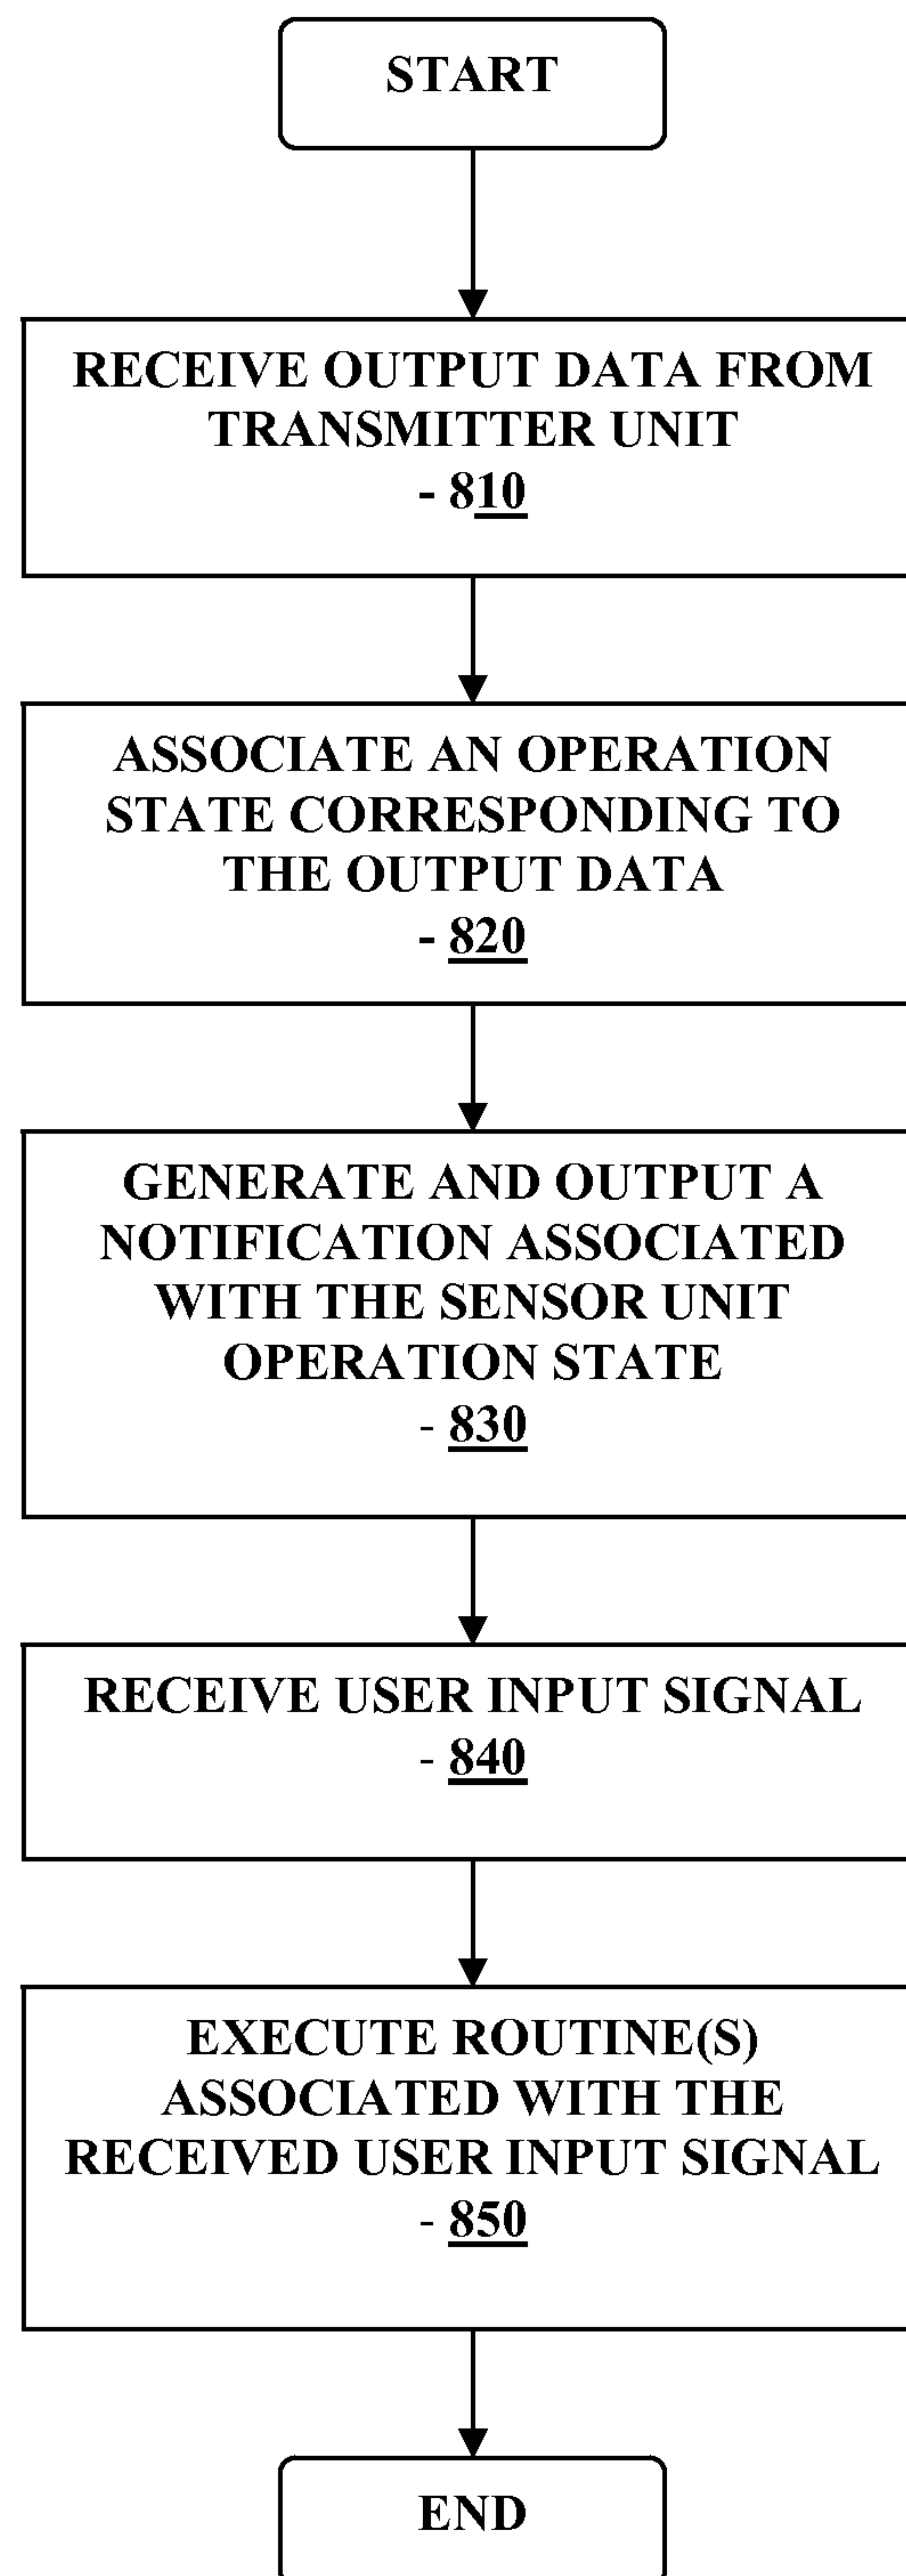 START
RECEIVE OUTPUT DATA FROM
TRANSMITTER UNIT
- 810
ASSOCIATE AN OPERATION
STATE CORRESPONDING TO
THE OUTPUT DATA
- 820
GENERATE AND OUTPUT A
NOTIFICATION ASSOCIATED
WITH THE SENSOR UNIT
OPERATION STATE
- 830
RECEIVE USER INPUT SIGNAL
- 840
EXECUTE ROUTINE(S)
ASSOCIATED WITH THE
RECEIVED USER INPUT SIGNAL
- 850
END